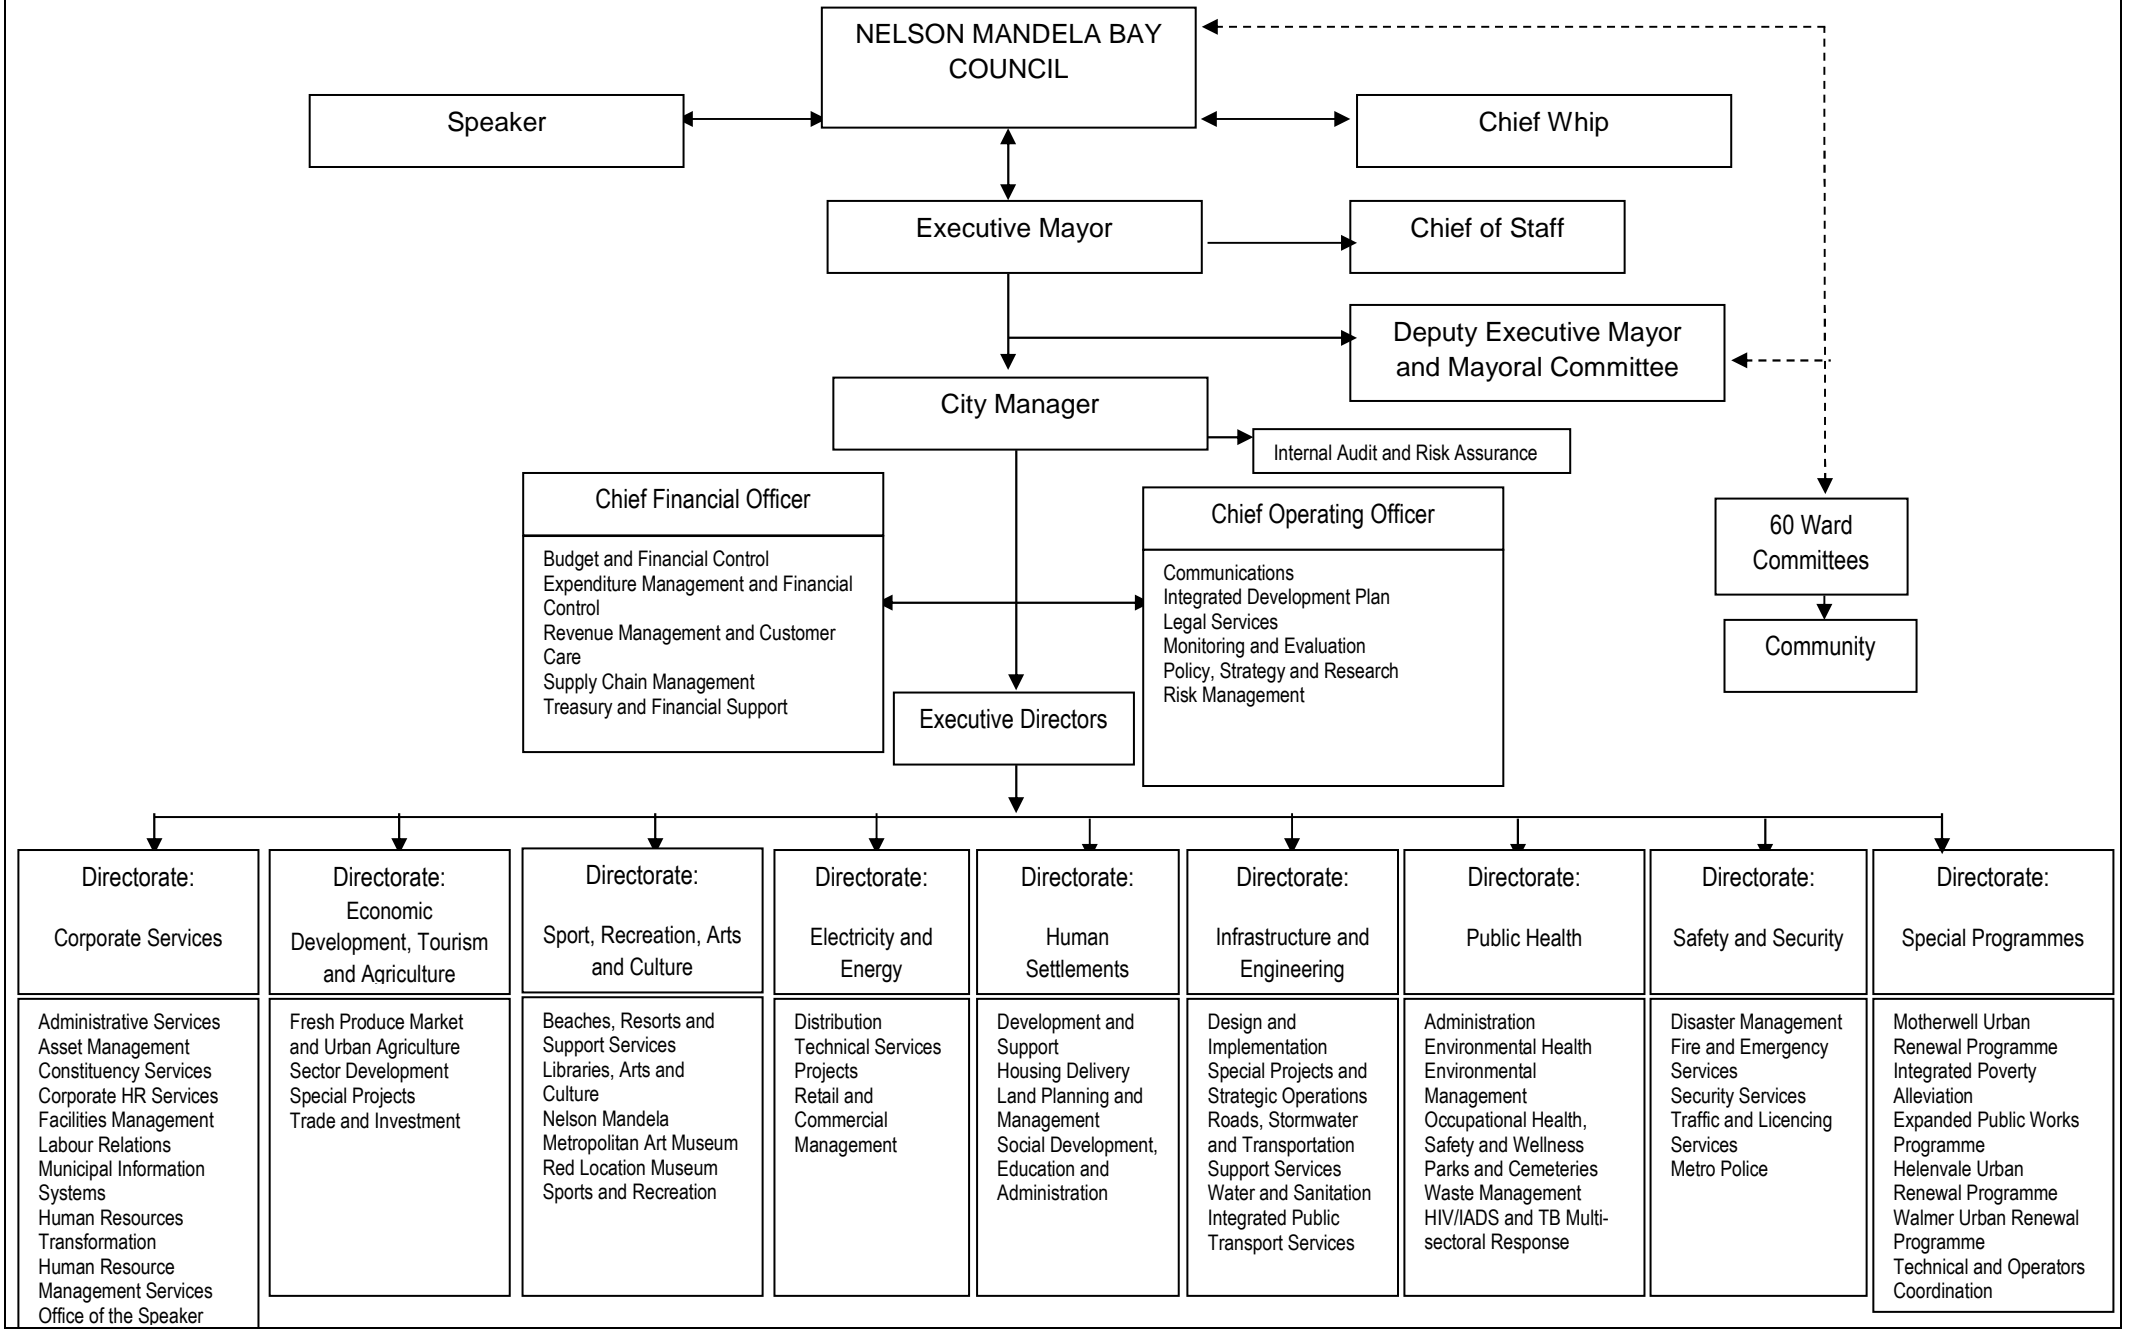 NELSON MANDELA BAY
COUNCIL
Speaker
Chief Whip
Executive Mayor
Chief of Staff
Deputy Executive Mayor
and Mayoral Committee
City Manager
Internal Audit and Risk Assurance
Chief Financial Officer
Budget and Financial Control
Expenditure Management and Financial
Control
Revenue Management and Customer
Care
Supply Chain Management
Treasury and Financial Support
Chief Operating Officer
Communications
Integrated Development Plan
Legal Services
Monitoring and Evaluation
Policy, Strategy and Research
Risk Management
60 Ward
Committees
Community
Executive Directors
Directorate:
Corporate Services
Administrative Services
Asset Management
Constituency Services
Corporate HR Services
Facilities Management
Labour Relations
Municipal Information
Systems
Human Resources
Transformation
Human Resource
Management Services
Office of the Speaker
Directorate:
Economic
Development, Tourism
and Agriculture
Fresh Produce Market
and Urban Agriculture
Sector Development
Special Projects
Trade and Investment
Directorate:
Sport, Recreation, Arts
and Culture
Beaches, Resorts and
Support Services
Libraries, Arts and
Culture
Nelson Mandela
Metropolitan Art Museum
Red Location Museum
Sports and Recreation
Directorate:
Electricity and
Energy
Distribution
Technical Services
Projects
Retail and
Commercial
Management
Directorate:
Human
Settlements
Development and
Support
Housing Delivery
Land Planning and
Management
Social Development,
Education and
Administration
Directorate:
Infrastructure and
Engineering
Design and
Implementation
Special Projects and
Strategic Operations
Roads, Stormwater
and Transportation
Support Services
Water and Sanitation
Integrated Public
Transport Services
Directorate:
Public Health
Administration
Environmental Health
Environmental
Management
Occupational Health,
Safety and Wellness
Parks and Cemeteries
Waste Management
HIV/IADS and TB Multi-
sectoral Response
Directorate:
Safety and Security
Disaster Management
Fire and Emergency
Services
Security Services
Traffic and Licencing
Services
Metro Police
Directorate:
Special Programmes
Motherwell Urban
Renewal Programme
Integrated Poverty
Alleviation
Expanded Public Works
Programme
Helenvale Urban
Renewal Programme
Walmer Urban Renewal
Programme
Technical and Operators
Coordination